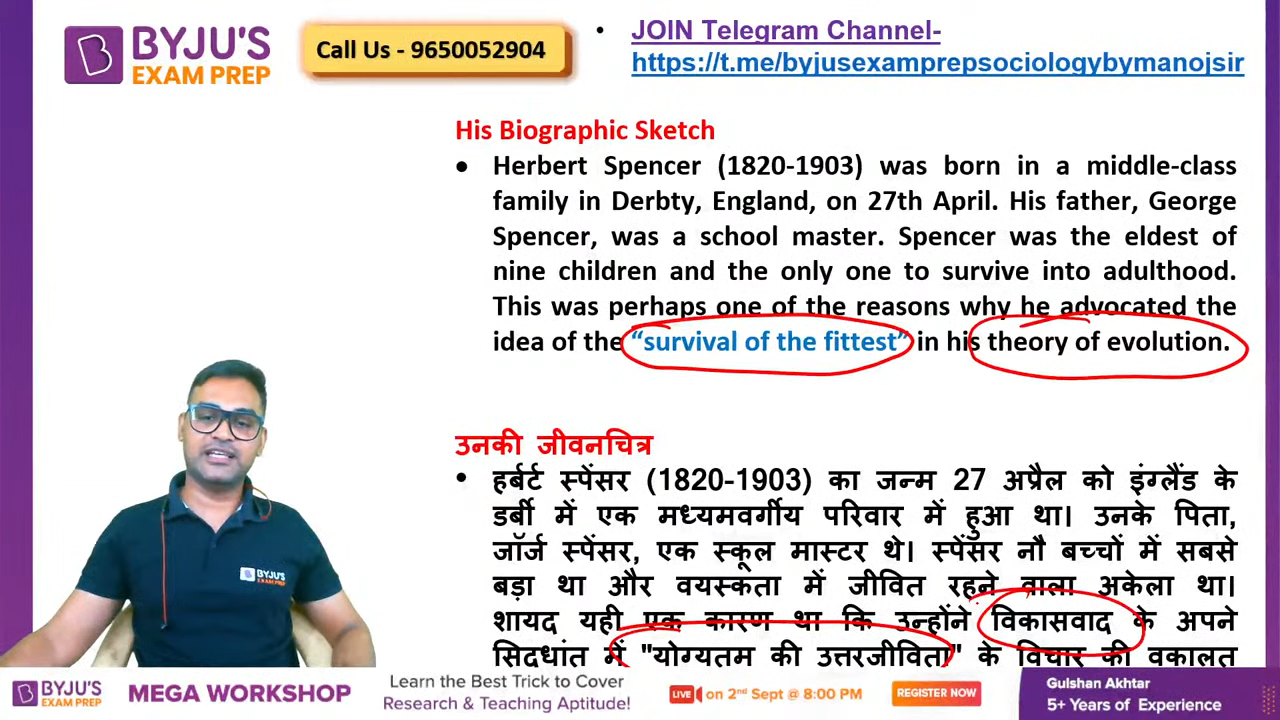 BYJU'S
EXAM PREP
Call Us - 9650052904
• JOIN Telegram Channel-
https://t.me/byjusexamprepsociologybymanojsir
His Biographic Sketch
• Herbert Spencer (1820-1903) was born in a middle-class
family in Derbty, England, on 27th April. His father, George
Spencer, was a school master. Spencer was the eldest of
nine children and the only one to survive into adulthood.
This was perhaps one of the reasons why he advocated the
idea of the “survival of the fittest” in his theory of evolution.
उनकी जीवनचित्र
• हर्बर्ट स्पेंसर (1820-1903) का जन्म 27 अप्रैल को इंग्लैंड के
डर्बी में एक मध्यमवर्गीय परिवार में हुआ था। उनके पिता,
जॉर्ज स्पेंसर, एक स्कूल मास्टर थे। स्पेंसर नौ बच्चों में सबसे
बड़ा था और वयस्कता में जीवित रहने वाला अकेला था।
शायद यही एक कारण था कि उन्होंने विकासवाद के अपने
सिद्धांत में "योग्यतम की उत्तरजीविता" के विचार की वकालत
BYJU'S
BYJU'S
EXAM PREP
MEGA WORKSHOP
Learn the Best Trick to Cover
Research & Teaching Aptitude!
LIVE on 2nd Sept @ 8:00 PM
REGISTER NOW
Gulshan Akhtar
5+ Years of Experience